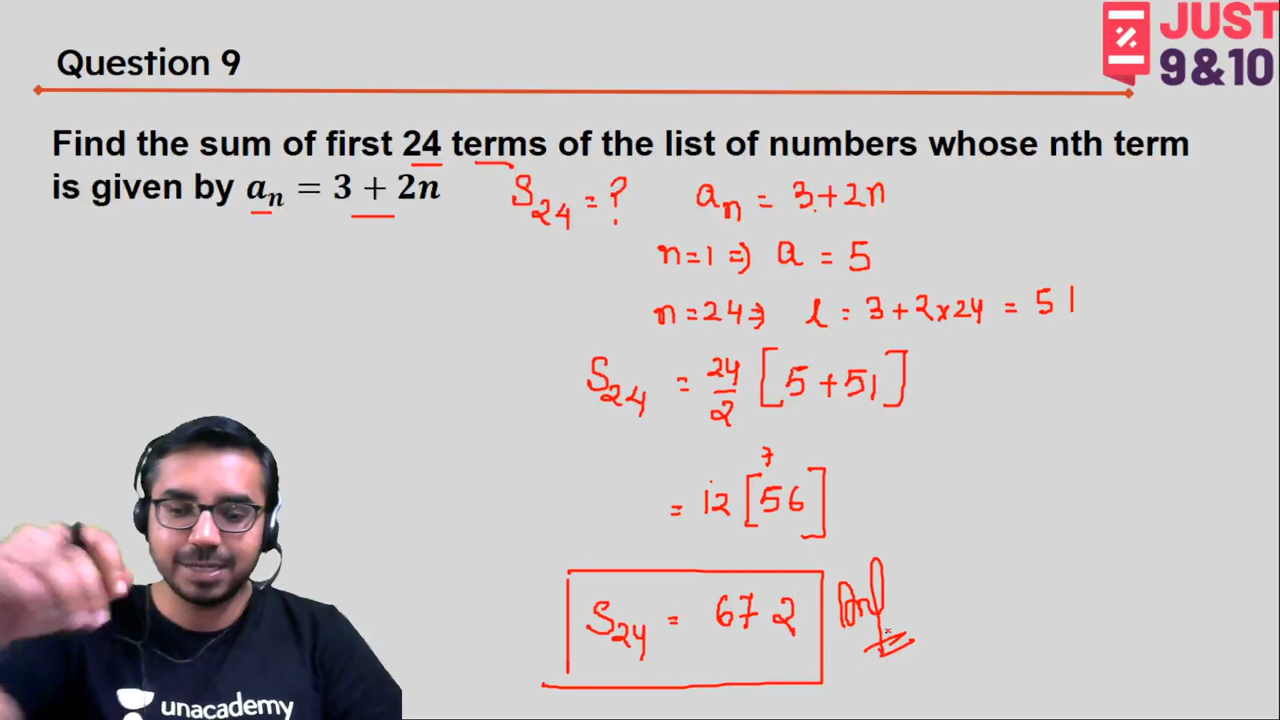 JUST
9&10
Question 9
Find the sum of first 24 terms of the list of numbers whose nth term
is given by aₙ = 3 + 2n
S₂₄ = ? aₙ = 3+2n
n=1 ⇒ a = 5
n=24 ⇒ l = 3+2×24 = 51
S₂₄ = 24/2 [5+51]
7
= 12 [56]
S₂₄ = 672 Ans
unacademy